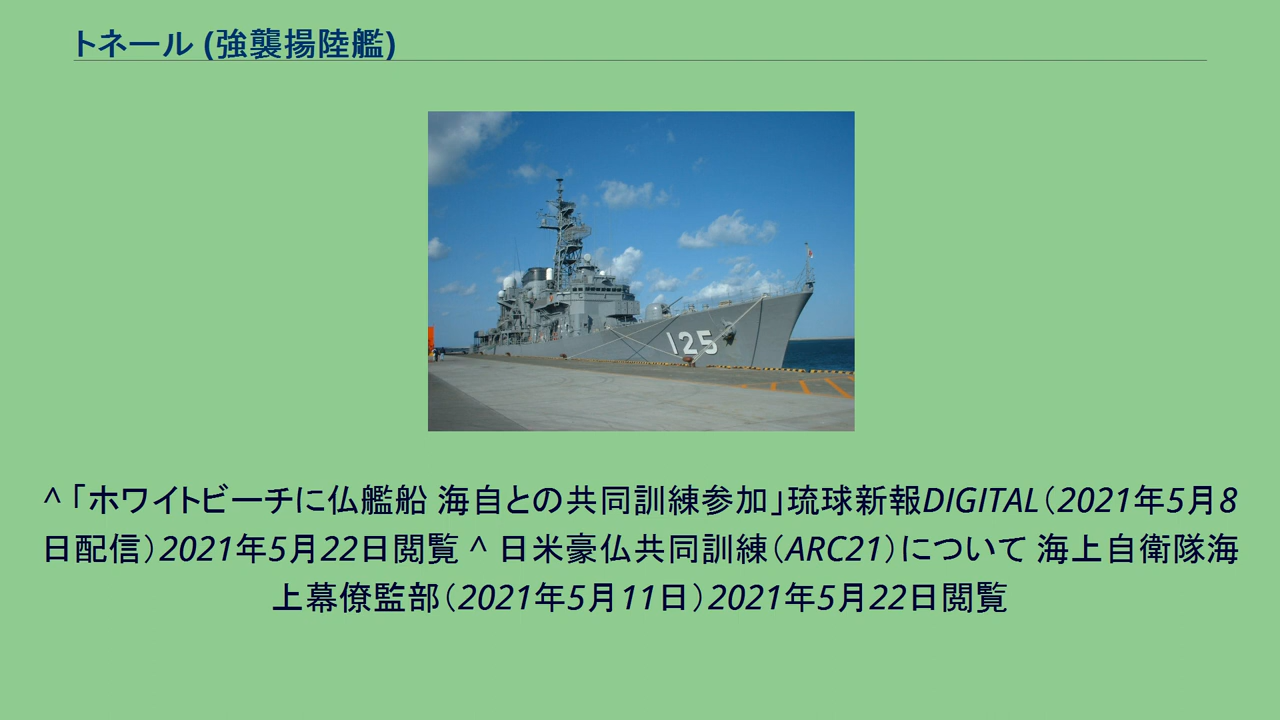 トネール (強襲揚陸艦)
125
^ 「ホワイトビーチに仏艦船 海自との共同訓練参加」琉球新報DIGITAL（2021年5月8
日配信）2021年5月22日閲覧 ^ 日米豪仏共同訓練（ARC21）について 海上自衛隊海
上幕僚監部（2021年5月11日）2021年5月22日閲覧